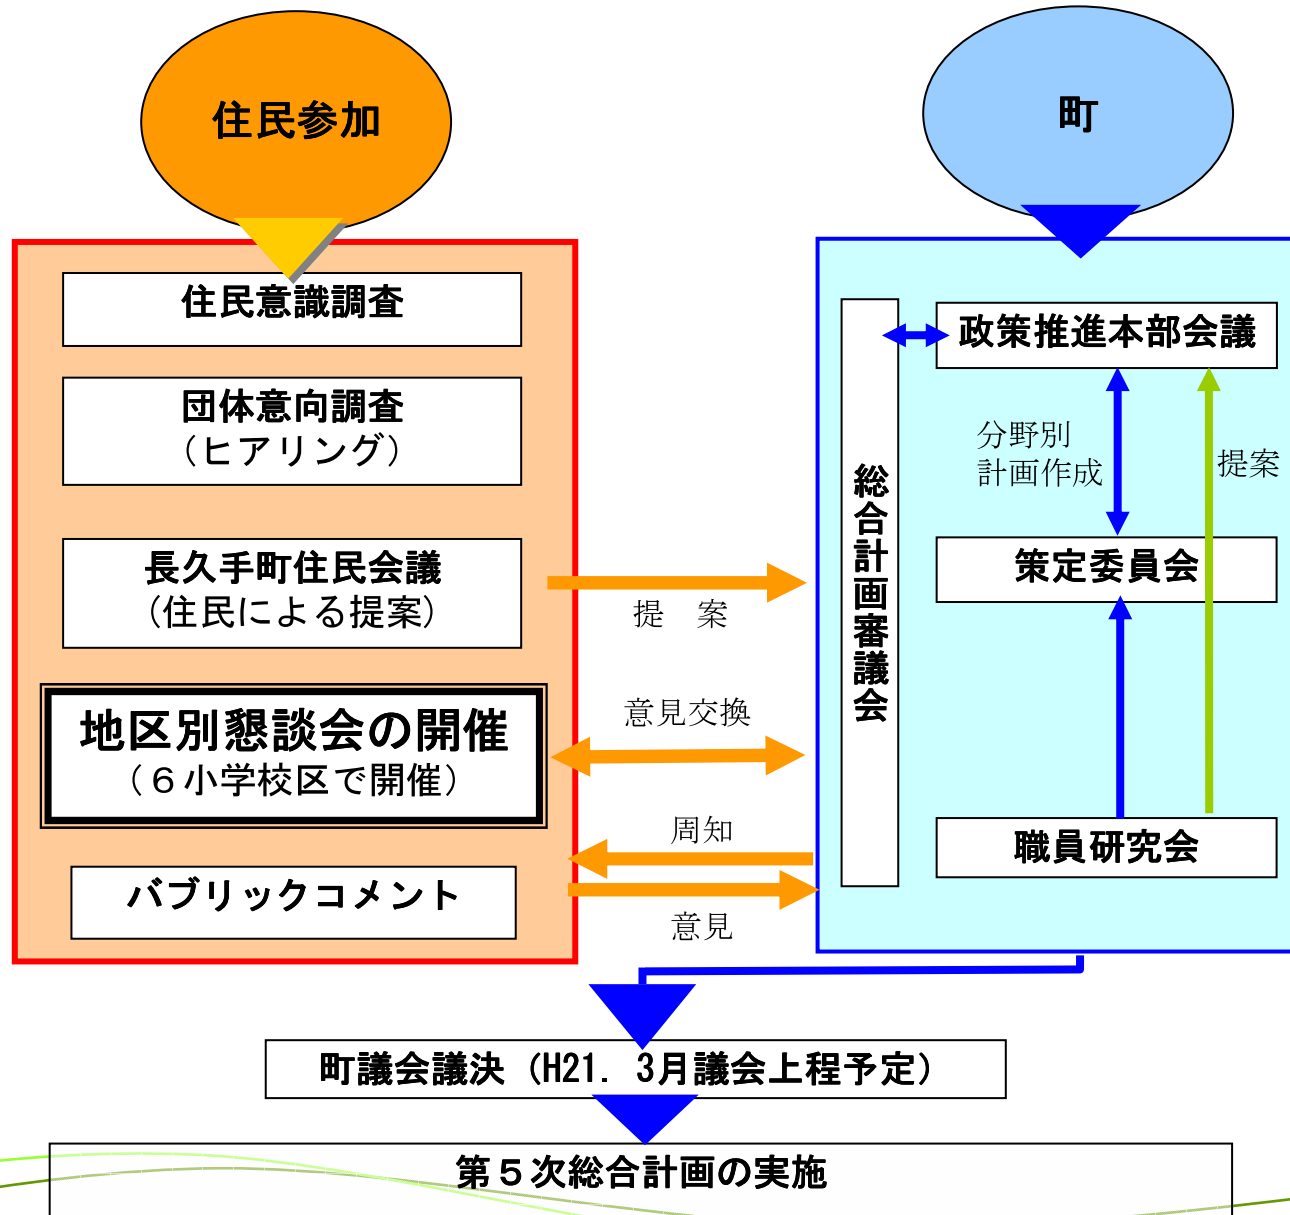 住民参加
住民意識調査
団体意向調査
（ヒアリング）
長久手町住民会議
（住民による提案）
地区別懇談会の開催
（６小学校区で開催）
パブリックコメント
提　案
意見交換
周知
意見
町
総合計画審議会
政策推進本部会議
分野別
計画作成
提案
策定委員会
職員研究会
町議会議決（H21. 3月議会上程予定）
第５次総合計画の実施